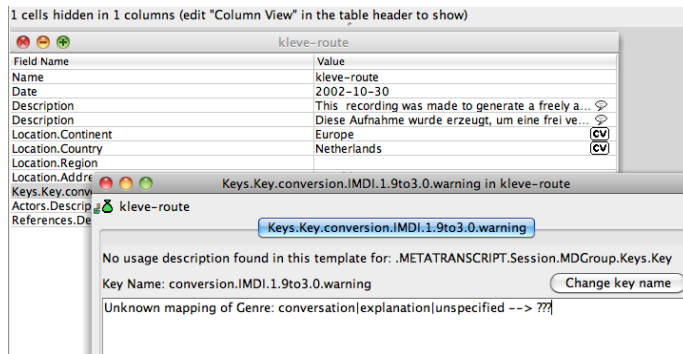 1 cells hidden in 1 columns (edit "Column View" in the table header to show)
kleve-route
Field Name Value
Name kleve-route
Date 2002-10-30
Description This recording was made to generate a freely a...
Description Diese Aufnahme wurde erzeugt, um eine frei ve...
Location.Continent Europe CV
Location.Country Netherlands CV
Location.Region
Location.Addre
Keys.Key.conv
Actors.Descrip
References.De
Keys.Key.conversion.IMDI.1.9to3.0.warning in kleve-route
kleve-route
Keys.Key.conversion.IMDI.1.9to3.0.warning
No usage description found in this template for: .METATRANSCRIPT.Session.MDGroup.Keys.Key
Key Name: conversion.IMDI.1.9to3.0.warning Change key name
Unknown mapping of Genre: conversation|explanation|unspecified --> ???